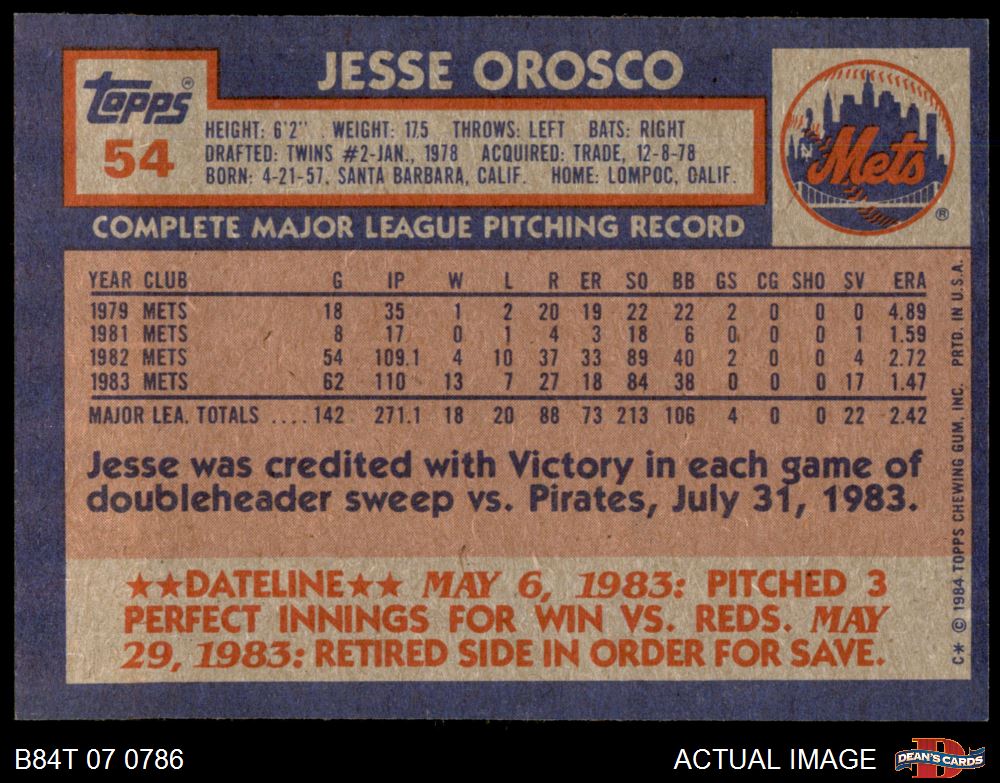 JESSE OROSCO
Topps®
54
HEIGHT: 6'2" WEIGHT: 175 THROWS: LEFT BATS: RIGHT
DRAFTED: TWINS #2-JAN., 1978 ACQUIRED: TRADE, 12-8-78
BORN: 4-21-57, SANTA BARBARA, CALIF. HOME: LOMPOC, CALIF.
Mets
®
COMPLETE MAJOR LEAGUE PITCHING RECORD
YEAR CLUB G IP W L R ER SO BB GS CG SHO SV ERA
1979 METS 18 35 1 2 20 19 22 22 2 0 0 0 4.89
1981 METS 8 17 0 1 4 3 18 6 0 0 0 1 1.59
1982 METS 54 109.1 4 10 37 33 89 40 2 0 0 4 2.72
1983 METS 62 110 13 7 27 18 84 38 0 0 0 17 1.47
MAJOR LEA. TOTALS .... 142 271.1 18 20 88 73 213 106 4 0 0 22 2.42
Jesse was credited with Victory in each game of
doubleheader sweep vs. Pirates, July 31, 1983.
★★DATELINE★★ MAY 6, 1983: PITCHED 3
PERFECT INNINGS FOR WIN VS. REDS. MAY
29, 1983: RETIRED SIDE IN ORDER FOR SAVE.
C* © 1984 TOPPS CHEWING GUM, INC. PRTD. IN U.S.A.
B84T 07 0786
ACTUAL IMAGE
D
DEAN'S CARDS